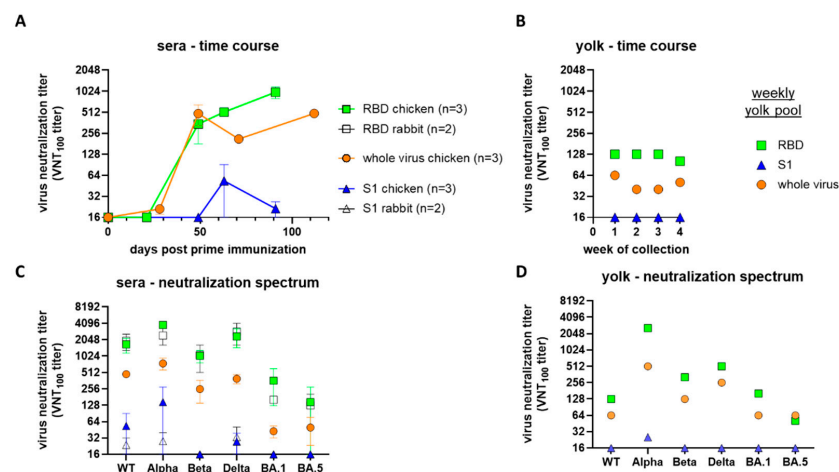 A
sera - time course
virus neutralization titer
(VNT100 titer)
2048
1024
512
256
128
64
32
16
0
50
100
days post prime immunization
RBD chicken (n=3)
RBD rabbit (n=2)
whole virus chicken (n=3)
S1 chicken (n=3)
S1 rabbit (n=2)
B
yolk - time course
virus neutralization titer
(VNT100 titer)
2048
1024
512
256
128
64
32
16
0 1 2 3 4
week of collection
weekly
yolk pool
RBD
S1
whole virus
C
sera - neutralization spectrum
virus neutralization titer
(VNT100 titer)
8192
4096
2048
1024
512
256
128
64
32
16
WT Alpha Beta Delta BA.1 BA.5
D
yolk - neutralization spectrum
virus neutralization titer
(VNT100 titer)
8192
4096
2048
1024
512
256
128
64
32
16
WT Alpha Beta Delta BA.1 BA.5